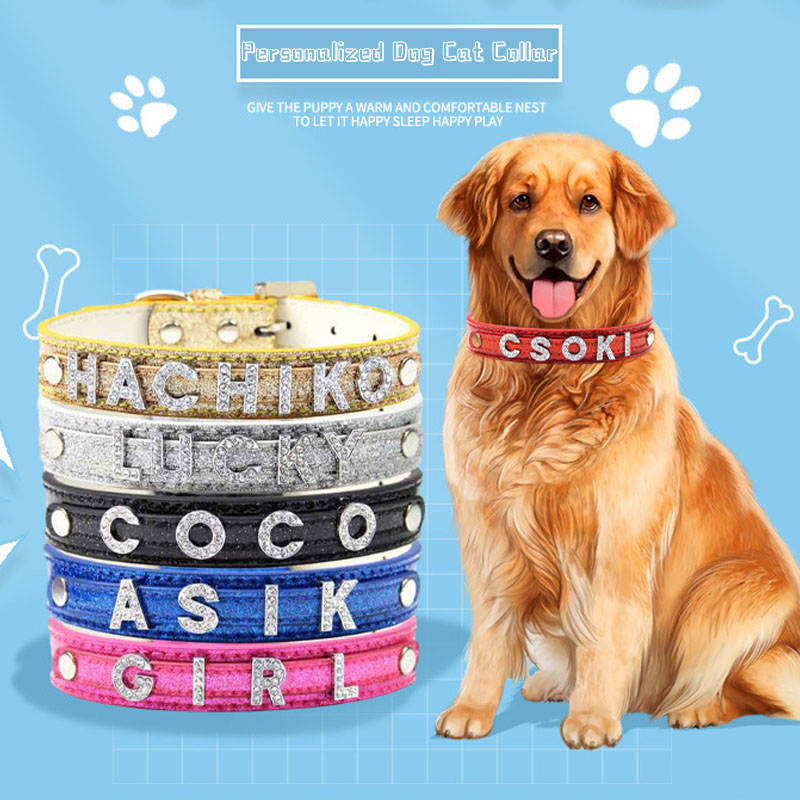 Personalized Dog Cat Collar
GIVE THE PUPPY A WARM AND COMFORTABLE NEST
TO LET IT HAPPY SLEEP HAPPY PLAY
CSOKI
HACHIKO
LUCKY
COCO
ASIK
GIRL